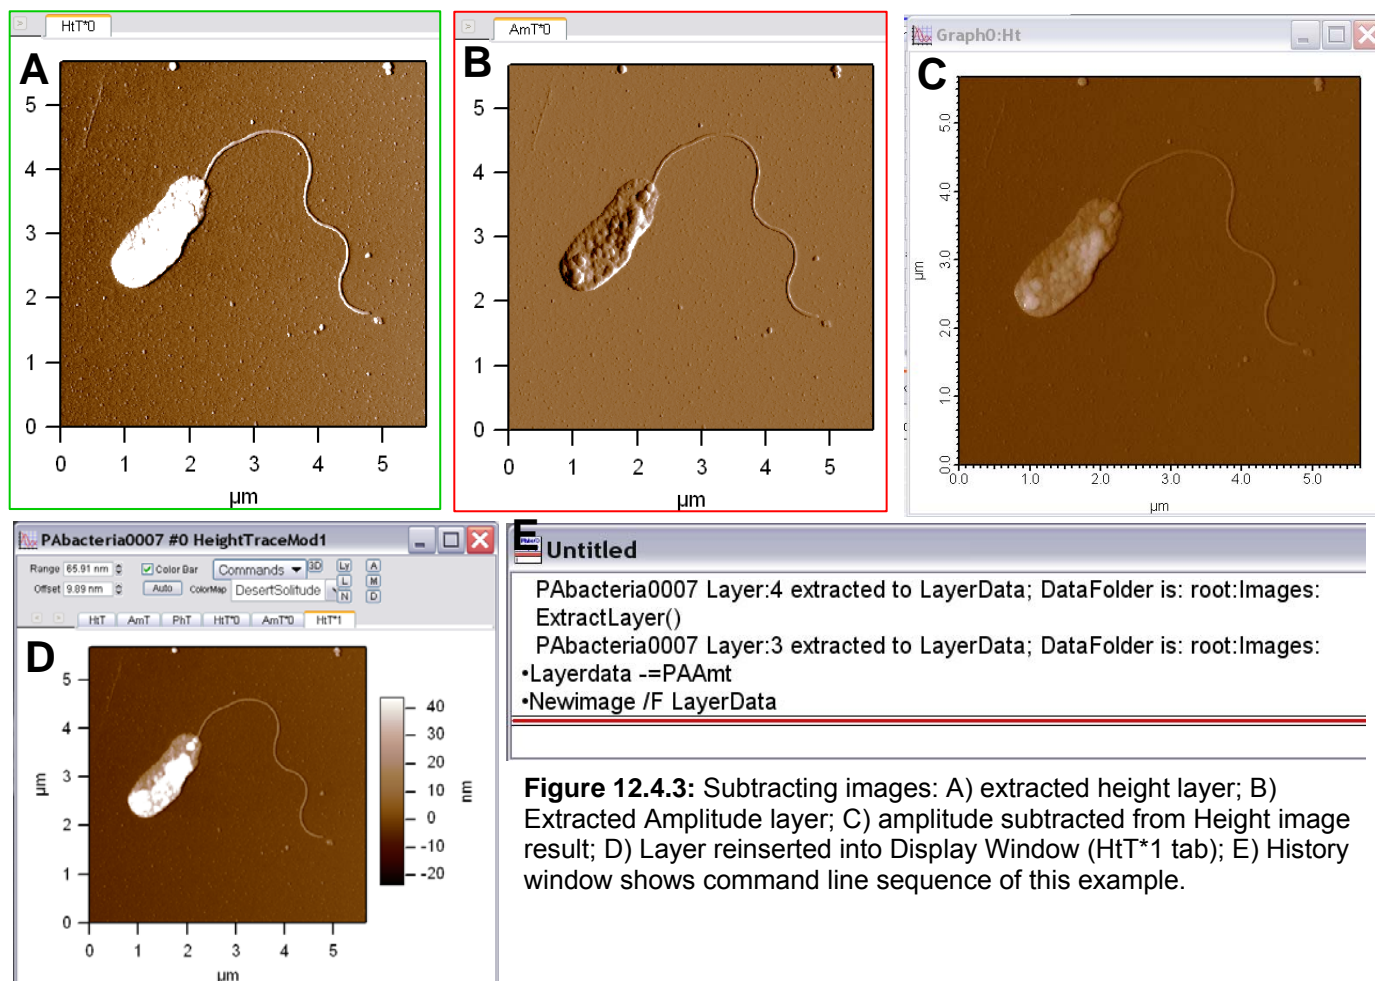 HtT*0
A
5
4
3
2
1
0
0 1 2 3 4 5
µm
AmT*0
B
5
4
3
2
1
0
0 1 2 3 4 5
µm
Graph0:Ht
C
5.0
4.0
3.0
µm
2.0
1.0
0.0
0.0 1.0 2.0 3.0 4.0 5.0
µm
PAbacteria0007 #0 HeightTraceMod1
Range 65.91 nm Color Bar Commands 3D Ly A
Offset 9.89 nm Auto ColorMap DesertSolitude L M
N D
HtT AmT PhT HtT*0 AmT*0 HtT*1
D
5
4
3
µm
2
1
0
0 1 2 3 4 5
µm
40
30
20
10
0
-10
-20
nm
E
Untitled
PAbacteria0007 Layer:4 extracted to LayerData; DataFolder is: root:Images:
ExtractLayer()
PAbacteria0007 Layer:3 extracted to LayerData; DataFolder is: root:Images:
•Layerdata -=PAAmt
•Newimage /F LayerData
Figure 12.4.3: Subtracting images: A) extracted height layer; B)
Extracted Amplitude layer; C) amplitude subtracted from Height image
result; D) Layer reinserted into Display Window (HtT*1 tab); E) History
window shows command line sequence of this example.